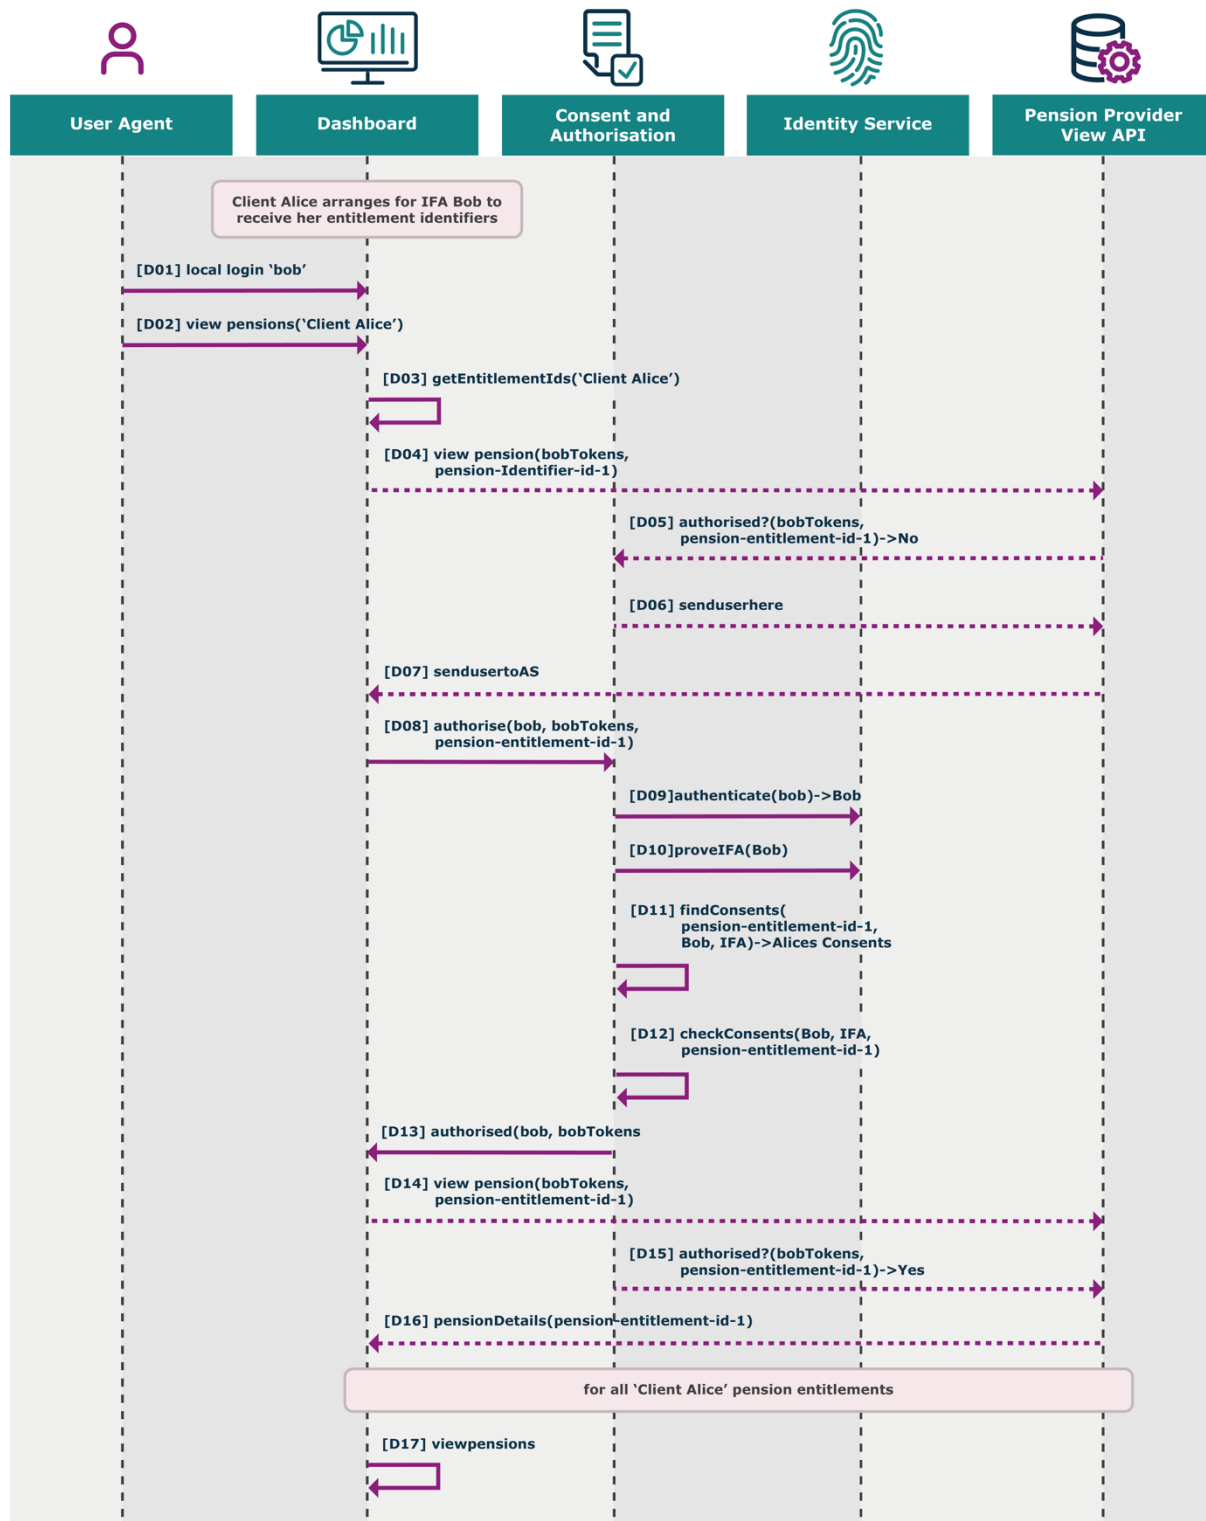 User Agent
Dashboard
Consent and
Authorisation
Identity Service
Pension Provider
View API
Client Alice arranges for IFA Bob to
receive her entitlement identifiers
[D01] local login ‘bob’
[D02] view pensions(‘Client Alice’)
[D03] getEntitlementIds(‘Client Alice’)
[D04] view pension(bobTokens,
pension-Identifier-id-1)
[D05] authorised?(bobTokens,
pension-entitlement-id-1)->No
[D06] senduserhere
[D07] sendusertoAS
[D08] authorise(bob, bobTokens,
pension-entitlement-id-1)
[D09]authenticate(bob)->Bob
[D10]proveIFA(Bob)
[D11] findConsents(
pension-entitlement-id-1,
Bob, IFA)->Alices Consents
[D12] checkConsents(Bob, IFA,
pension-entitlement-id-1)
[D13] authorised(bob, bobTokens
[D14] view pension(bobTokens,
pension-entitlement-id-1)
[D15] authorised?(bobTokens,
pension-entitlement-id-1)->Yes
[D16] pensionDetails(pension-entitlement-id-1)
for all ‘Client Alice’ pension entitlements
[D17] viewpensions